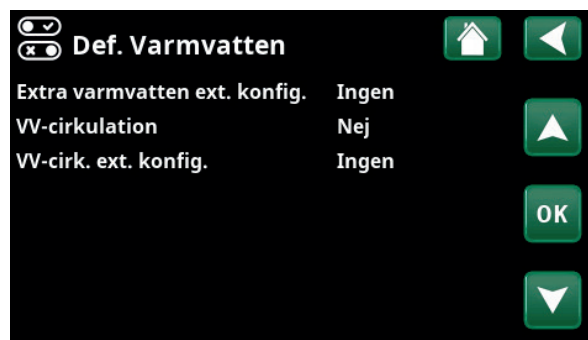 Def. Varmvatten
Extra varmvatten ext. konfig. Ingen
VV-cirkulation Nej
VV-cirk. ext. konfig. Ingen
OK